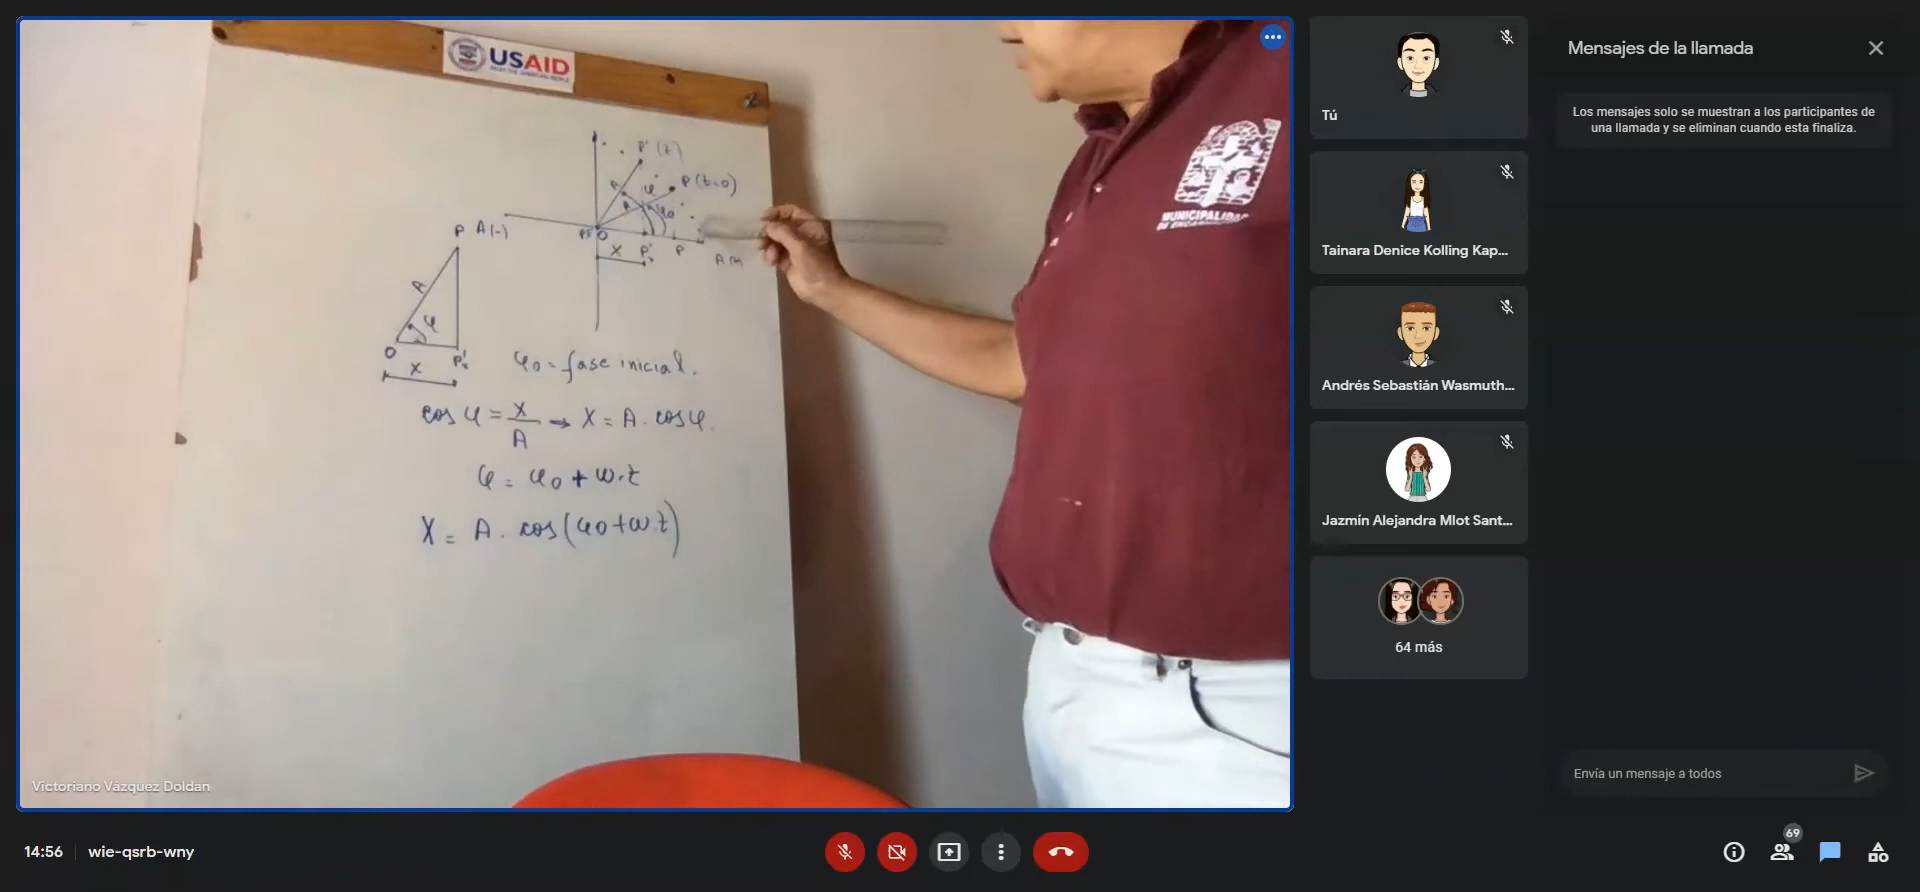 USAID
P'(t)
A
φ
P(t=0)
A
φ0
P A(-)
O
X
P'x
P
A
φ
O
P'x
X
φ0 = fase inicial.
cos φ = X/A → X = A. cos φ.
φ = φ0 + ω.t
X = A. cos(φ0+ω.t)
MUNICIPALIDAD
Victoriano Vázquez Doldan
Tú
Tainara Denice Kolling Kap...
Andrés Sebastián Wasmuth...
Jazmín Alejandra Mlot Sant...
64 más
Mensajes de la llamada
Los mensajes solo se muestran a los participantes de
una llamada y se eliminan cuando esta finaliza.
Envía un mensaje a todos
14:56
wie-qsrb-wny
69